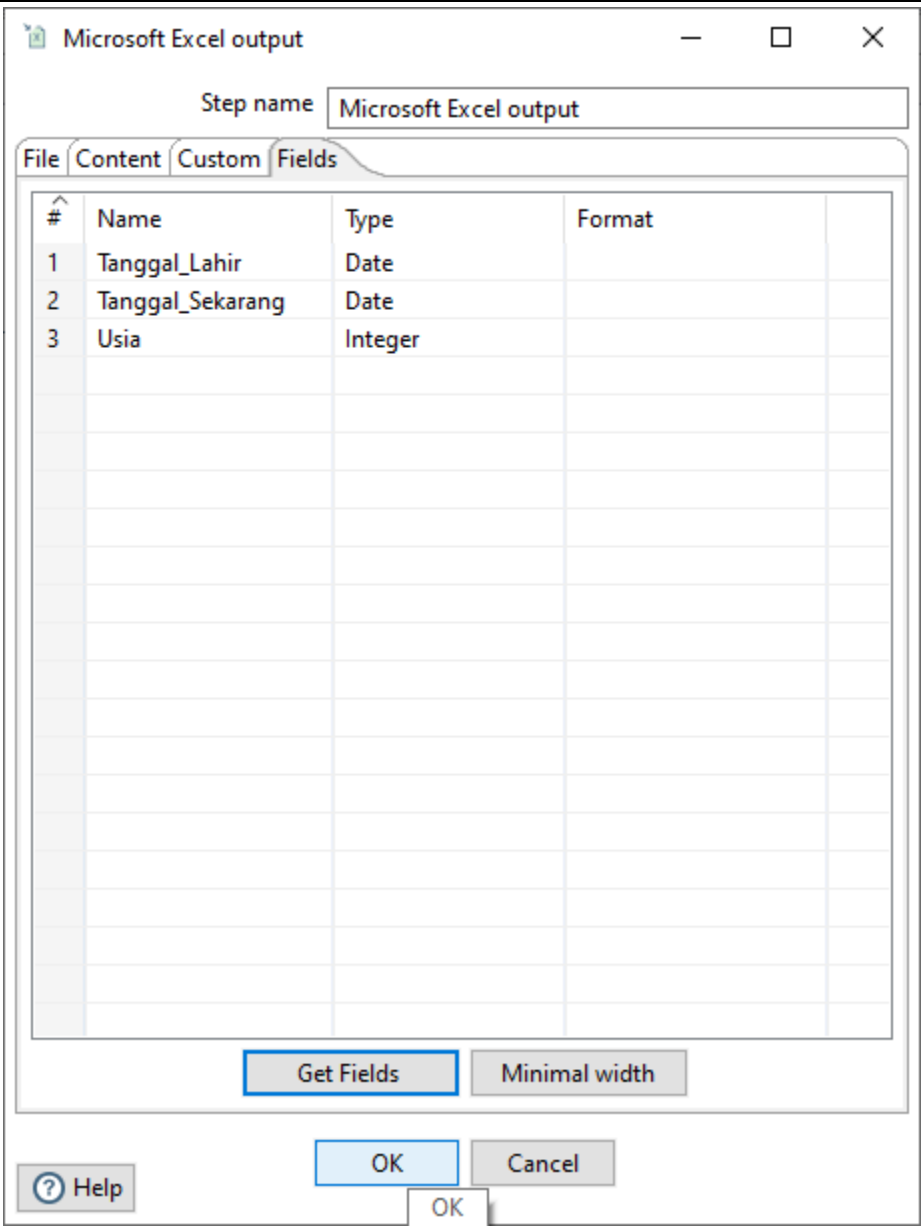 Microsoft Excel output
Step name Microsoft Excel output
File Content Custom Fields
# Name Type Format
1 Tanggal_Lahir Date
2 Tanggal_Sekarang Date
3 Usia Integer
Get Fields Minimal width
OK Cancel
? Help
OK